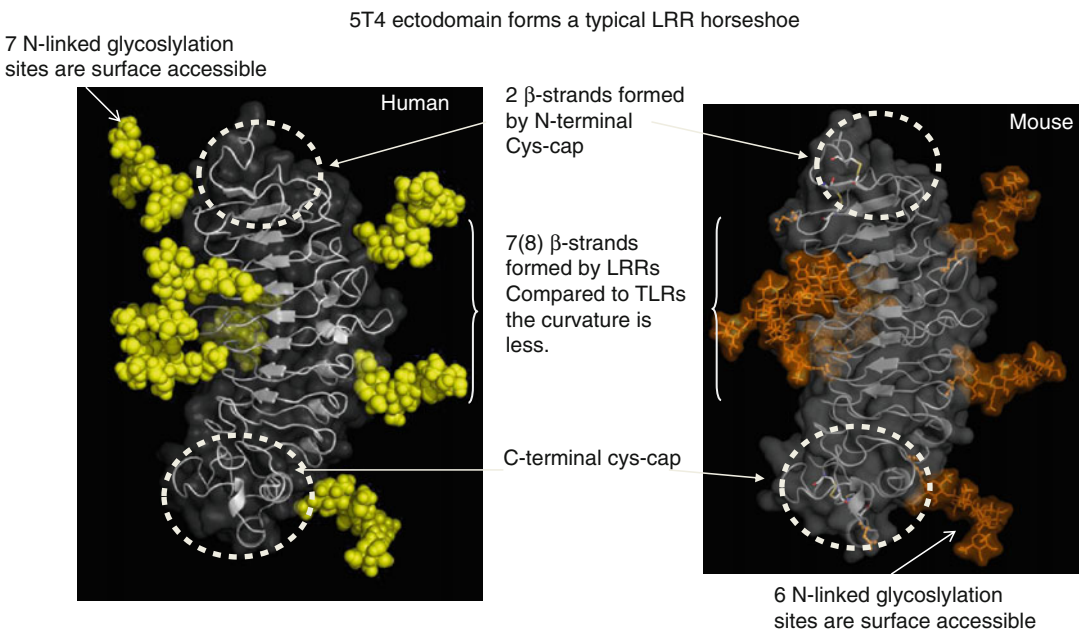 5T4 ectodomain forms a typical LRR horseshoe
7 N-linked glycoslylation
sites are surface accessible
Human
2 β-strands formed
by N-terminal
Cys-cap
Mouse
7(8) β-strands
formed by LRRs
Compared to TLRs
the curvature is
less.
C-terminal cys-cap
6 N-linked glycoslylation
sites are surface accessible